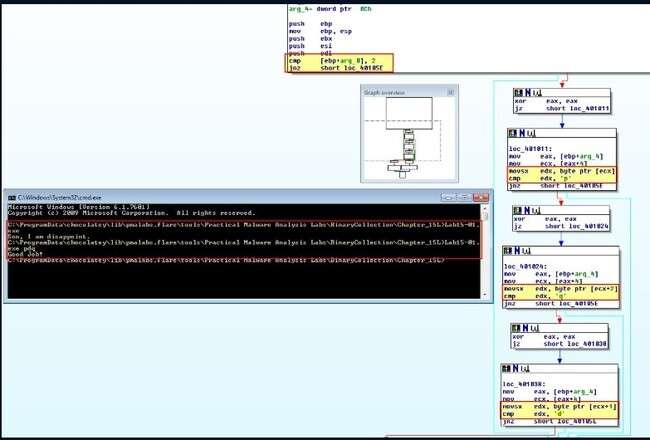 arg_4= dword ptr  0Ch
push    ebp
mov     ebp, esp
push    ebx
push    esi
push    edi
cmp     [ebp+arg_0], 2
jnz     short loc_40105E
Graph overview
xor     eax, eax
jz      short loc_401011
loc_401011:
mov     eax, [ebp+arg_4]
mov     ecx, [eax+4]
movsx   edx, byte ptr [ecx]
cmp     edx, 'p'
jnz     short loc_40105E
xor     eax, eax
jz      short loc_401024
loc_401024:
mov     eax, [ebp+arg_4]
mov     ecx, [eax+4]
movsx   edx, byte ptr [ecx+2]
cmp     edx, 'q'
jnz     short loc_40105E
xor     eax, eax
jz      short loc_401038
loc_401038:
mov     eax, [ebp+arg_4]
mov     ecx, [eax+4]
movsx   edx, byte ptr [ecx+1]
cmp     edx, 'd'
jnz     short loc_40105E
C:\Windows\System32\cmd.exe
Microsoft Windows [Version 6.1.7601]
Copyright (c) 2009 Microsoft Corporation.  All rights reserved.
C:\ProgramData\chocolatey\lib\pmalabs.flare\tools\Practical Malware Analysis Labs\BinaryCollection\Chapter_15L>Lab15-01.
exe
Son, I am disappoint.
C:\ProgramData\chocolatey\lib\pmalabs.flare\tools\Practical Malware Analysis Labs\BinaryCollection\Chapter_15L>Lab15-01.
exe pdq
Good Job!
C:\ProgramData\chocolatey\lib\pmalabs.flare\tools\Practical Malware Analysis Labs\BinaryCollection\Chapter_15L>